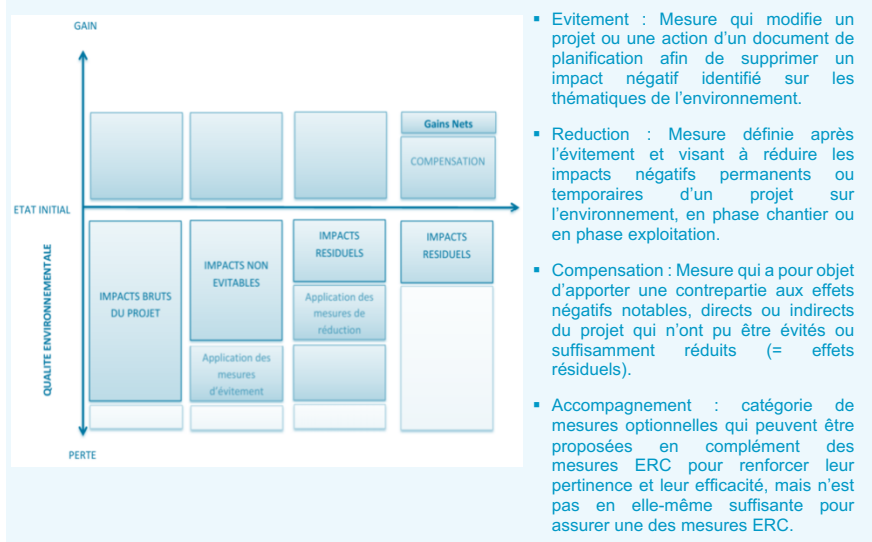 GAIN
Gains Nets
COMPENSATION
ETAT INITIAL
QUALITE ENVIRONNEMENTALE
IMPACTS BRUTS
DU PROJET
IMPACTS NON
EVITABLES
Application des
mesures
d'évitement
IMPACTS
RESIDUELS
Application des
mesures de
réduction
IMPACTS
RESIDUELS
PERTE
▪ Evitement : Mesure qui modifie un
projet ou une action d'un document de
planification afin de supprimer un
impact négatif identifié sur les
thématiques de l'environnement.
▪ Reduction : Mesure définie après
l'évitement et visant à réduire les
impacts négatifs permanents ou
temporaires d'un projet sur
l'environnement, en phase chantier ou
en phase exploitation.
▪ Compensation : Mesure qui a pour objet
d'apporter une contrepartie aux effets
négatifs notables, directs ou indirects
du projet qui n'ont pu être évités ou
suffisamment réduits (= effets
résiduels).
▪ Accompagnement : catégorie de
mesures optionnelles qui peuvent être
proposées en complément des
mesures ERC pour renforcer leur
pertinence et leur efficacité, mais n'est
pas en elle-même suffisante pour
assurer une des mesures ERC.